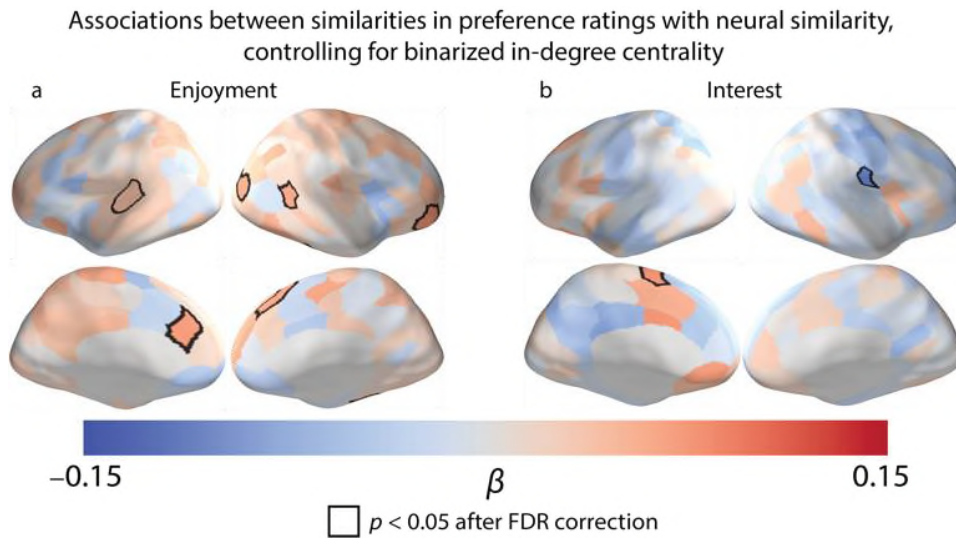 Associations between similarities in preference ratings with neural similarity,
controlling for binarized in-degree centrality
a Enjoyment
b Interest
−0.15 β 0.15
p < 0.05 after FDR correction